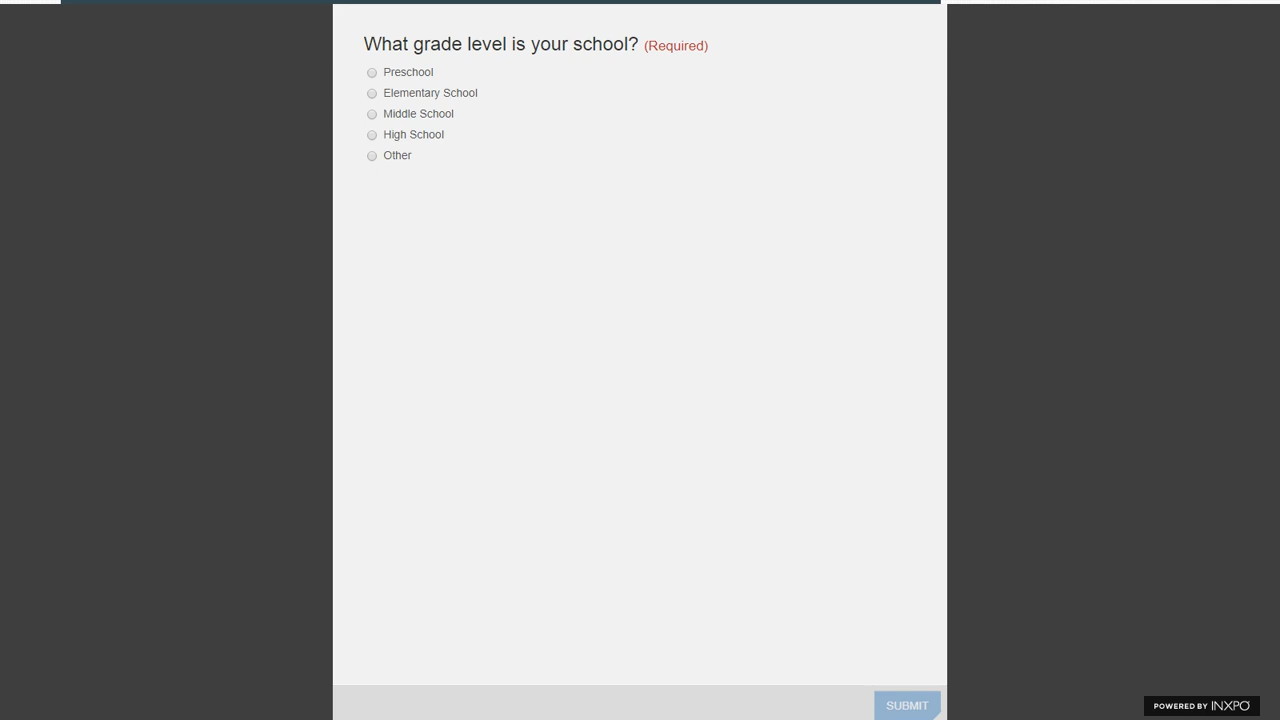 What grade level is your school? (Required)
Preschool
Elementary School
Middle School
High School
Other
SUBMIT
POWERED BY INXPO